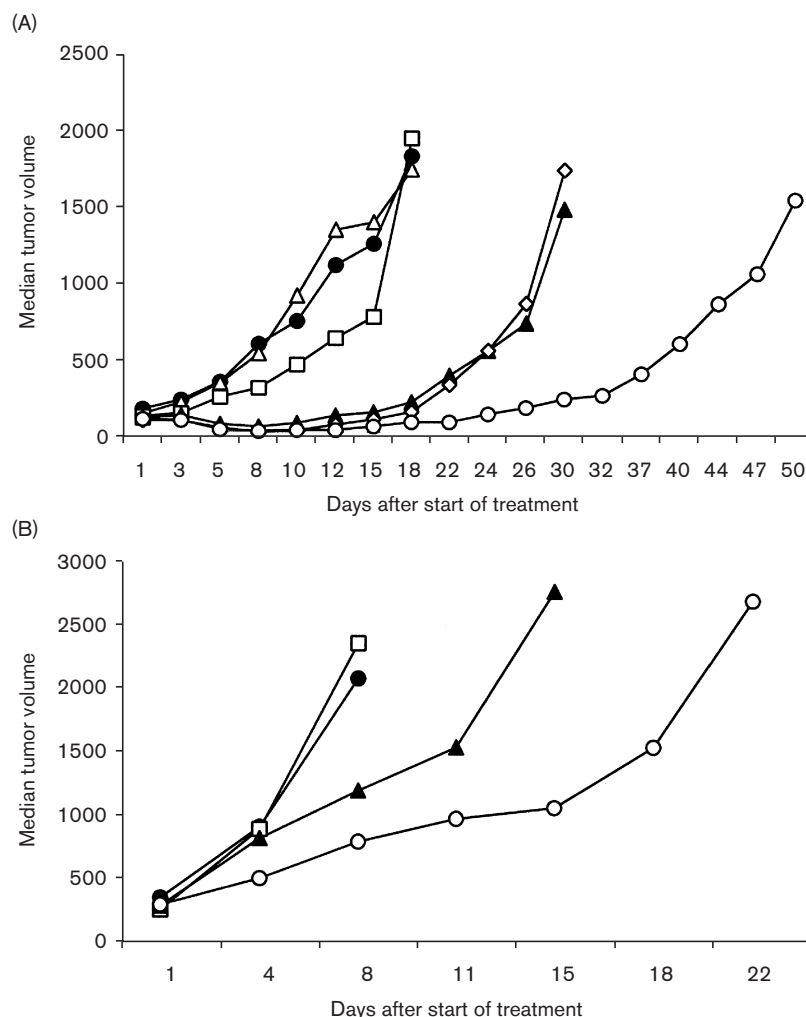 (A)
2500
2000
1500
1000
500
0
Median tumor volume
1 3 5 8 10 12 15 18 22 24 26 30 32 37 40 44 47 50
Days after start of treatment
(B)
3000
2500
2000
1500
1000
500
0
Median tumor volume
1 4 8 11 15 18 22
Days after start of treatment